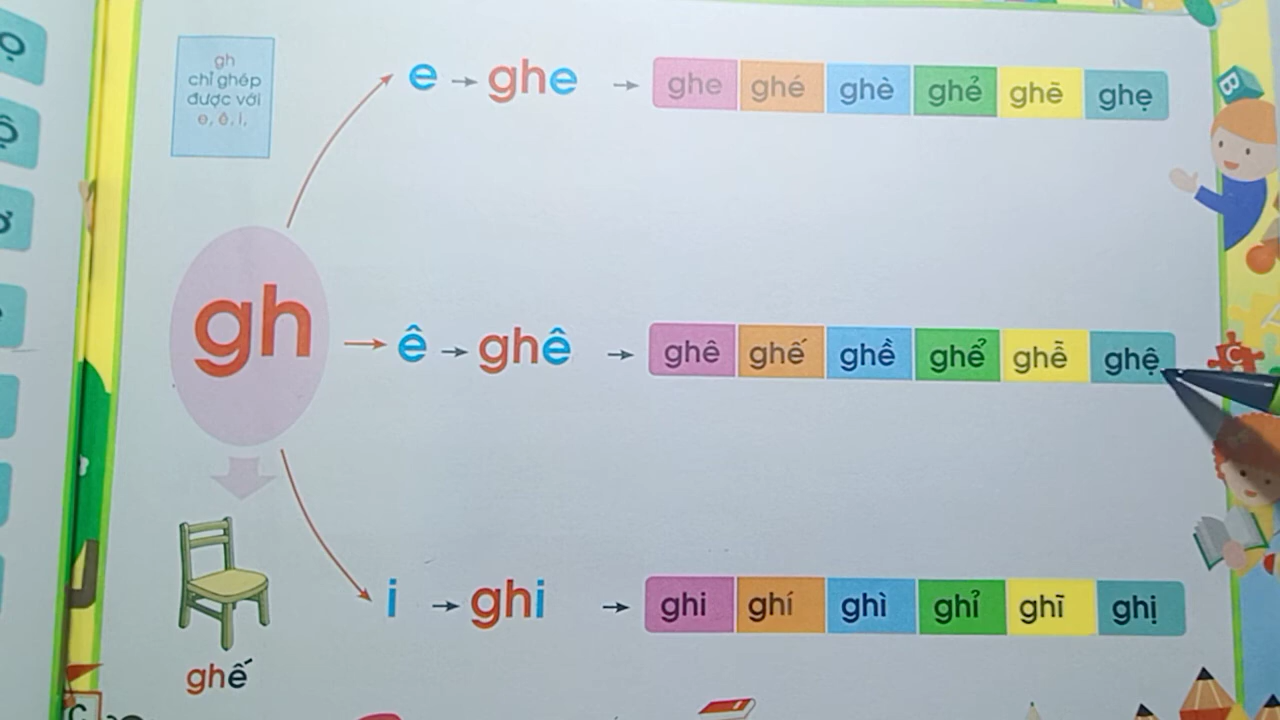 gh
chỉ ghép
được với
e, ê, i,
e → ghe → ghe ghé ghè ghẻ ghẽ ghẹ
gh → ê → ghê → ghê ghế ghề ghể ghễ ghệ
i → ghi → ghi ghí ghì ghỉ ghĩ ghị
ghế
B
C
C